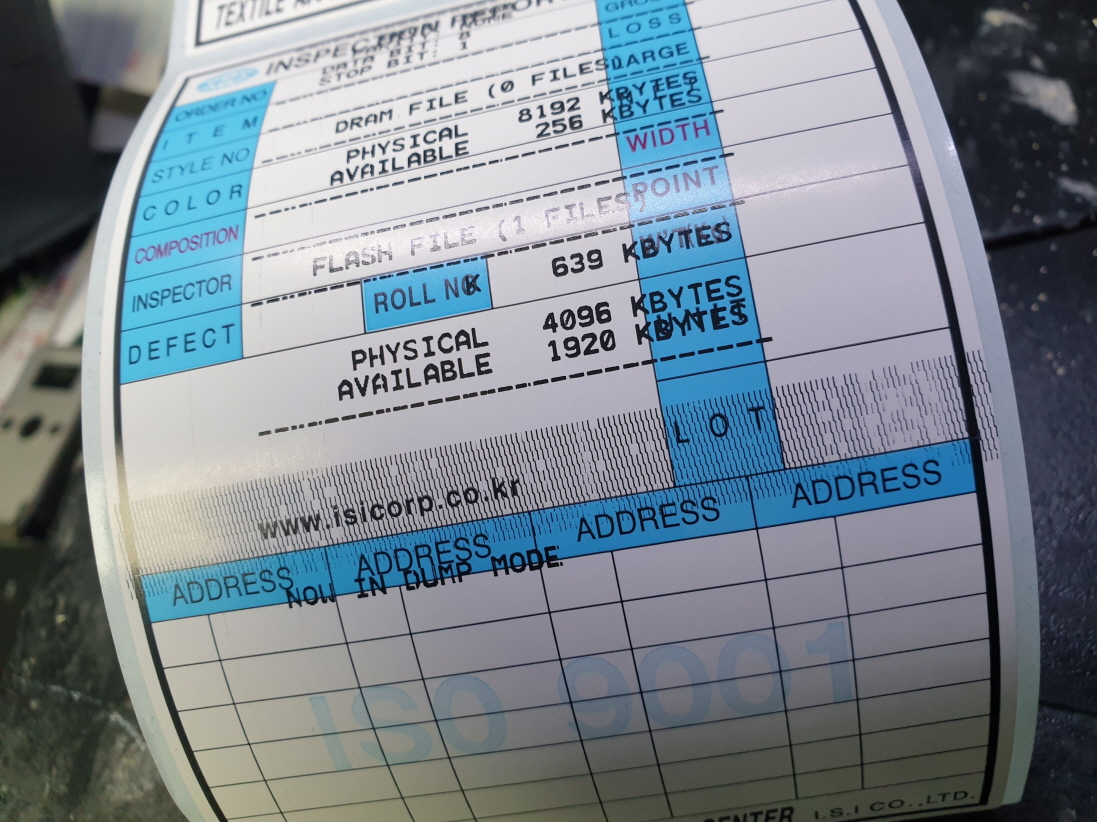 TEXTILE
INSPECTION REPORT
DATA BIT: 8
STOP BIT: 1
GROSS
LOSS
ORDER NO
DRAM FILE (0 FILES)
LARGE
ITEM
PHYSICAL 8192 KBYTES
AVAILABLE 256 KBYTES
STYLE NO
WIDTH
COLOR
POINT
COMPOSITION
FLASH FILE (1 FILES)
INSPECTOR
ROLL NO
639 KBYTES
DEFECT
PHYSICAL 4096 KBYTES
AVAILABLE 1920 KBYTES
LOT
www.isicorp.co.kr
ADDRESS ADDRESS ADDRESS ADDRESS
NOW IN DUMP MODE
ISO 9001
CENTER I.S.I CO.,LTD.